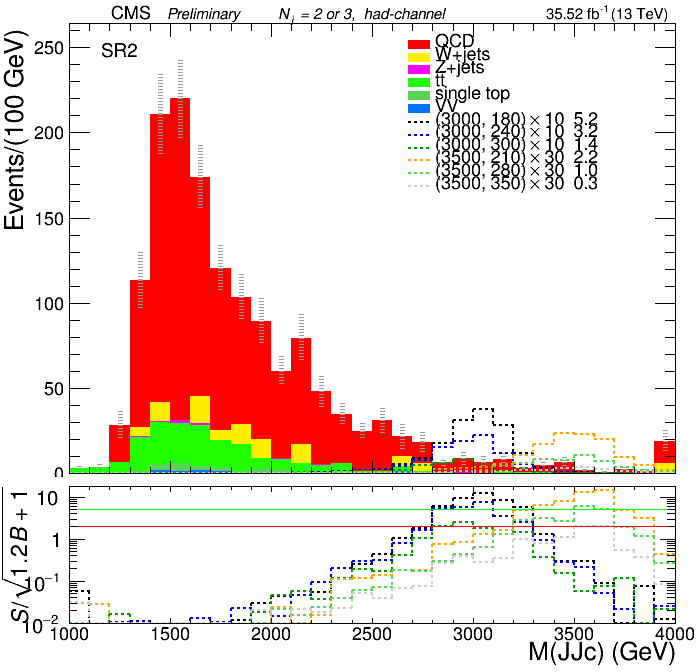 CMS Preliminary N_j = 2 or 3, had-channel 35.52 fb⁻¹ (13 TeV)
SR2
QCD
W+jets
Z+jets
tt
single top
VV
(3000, 180) × 10 5.2
(3000, 240) × 10 3.2
(3000, 300) × 10 1.4
(3500, 210) × 30 2.2
(3500, 280) × 30 1.0
(3500, 350) × 30 0.3
Events/(100 GeV)
250
200
150
100
50
0
S/√1.2B + 1
10
1
10⁻¹
10⁻²
1000 1500 2000 2500 3000 3500 4000
M(JJc) (GeV)